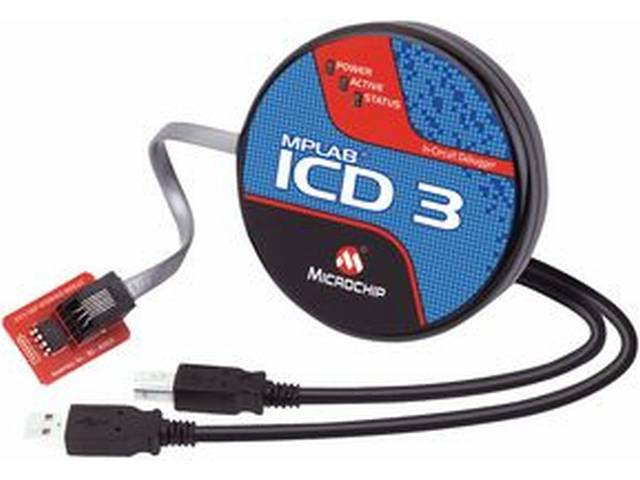 POWER
ACTIVE
STATUS
In-Circuit Debugger
MPLAB®
ICD 3
MICROCHIP